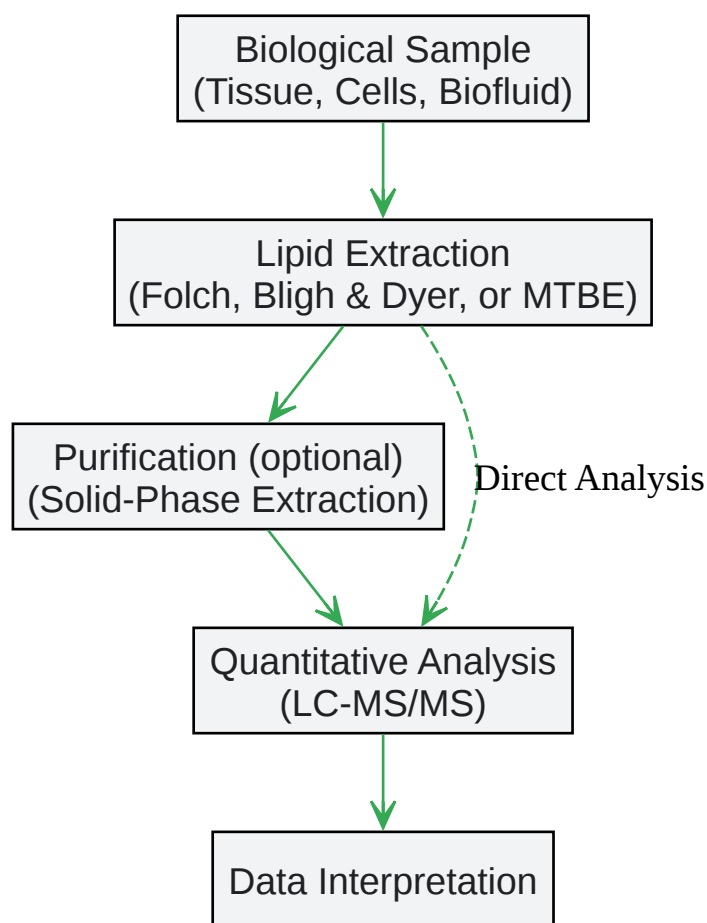 Biological Sample
(Tissue, Cells, Biofluid)
Lipid Extraction
(Folch, Bligh & Dyer, or MTBE)
Purification (optional)
(Solid-Phase Extraction)
Direct Analysis
Quantitative Analysis
(LC-MS/MS)
Data Interpretation